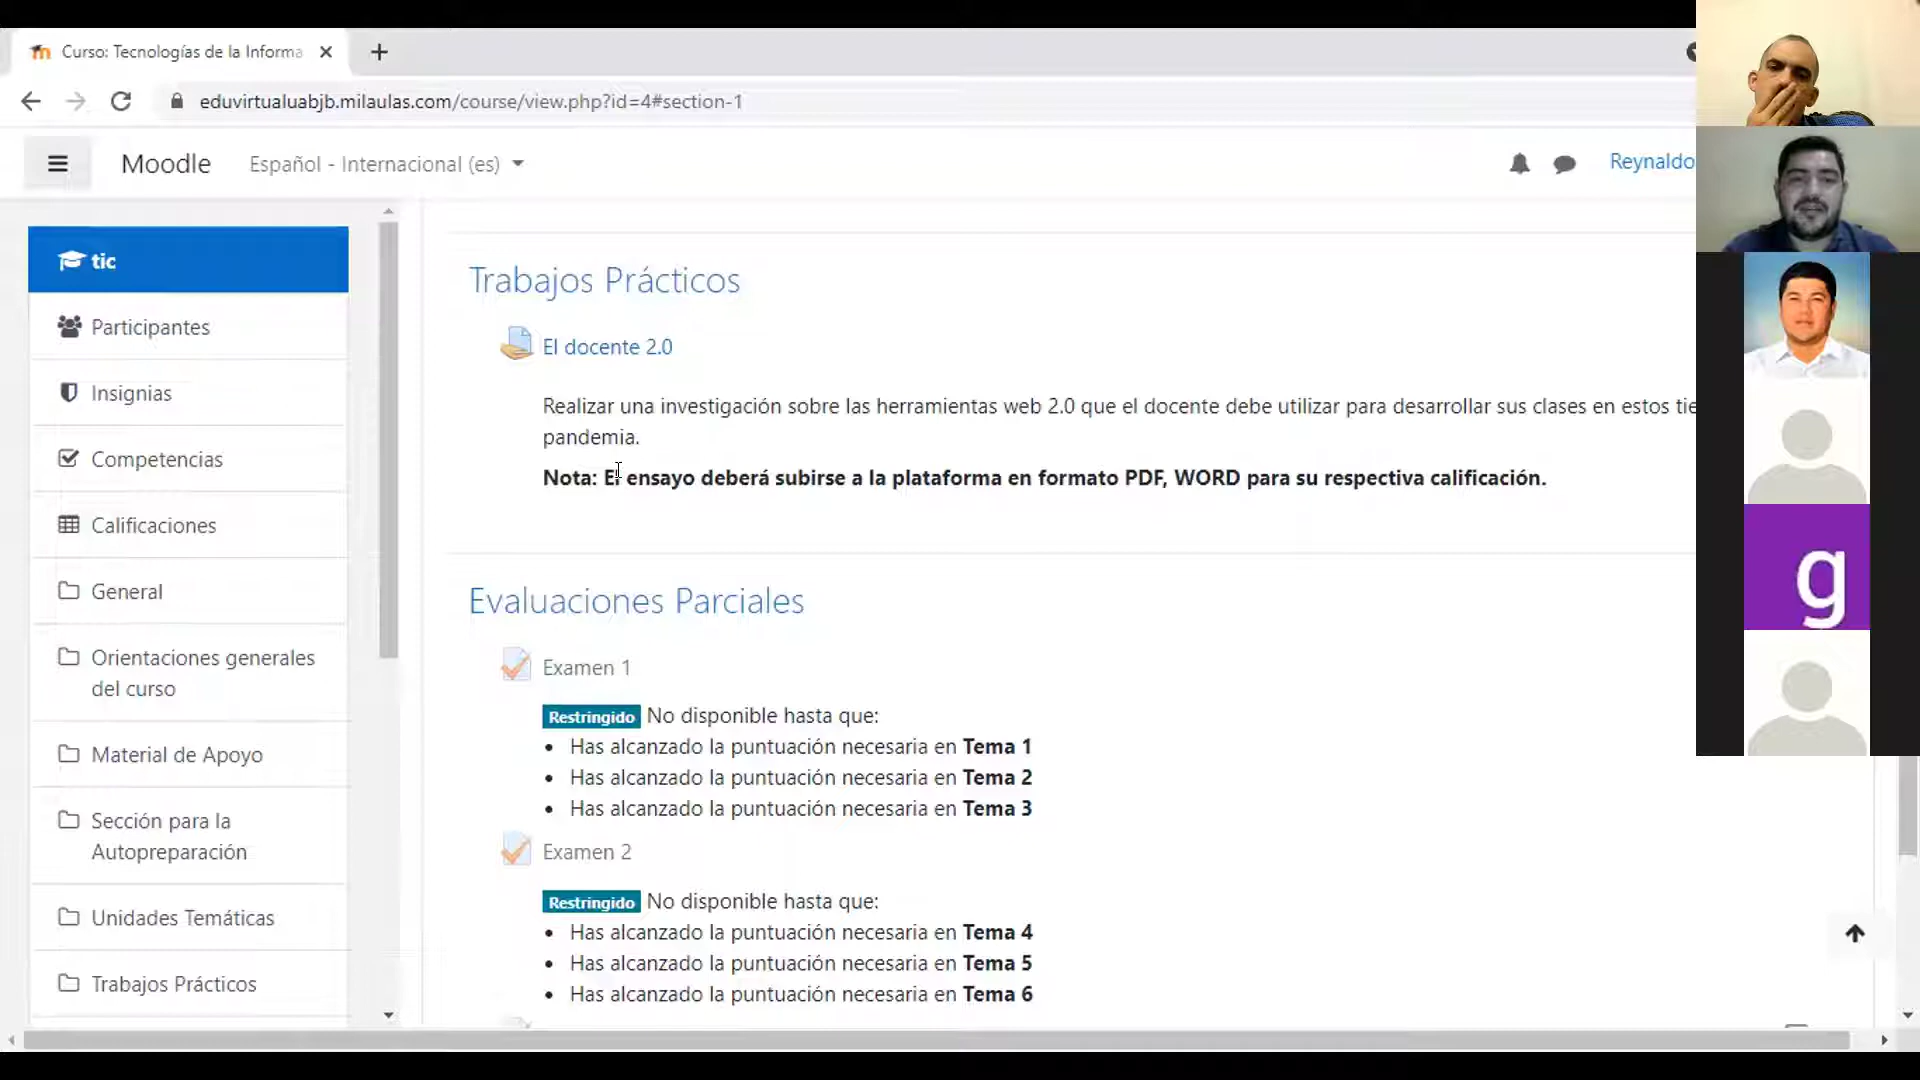 Curso: Tecnologías de la Informa
eduvirtualuabjb.milaulas.com/course/view.php?id=4#section-1
Moodle
Español - Internacional (es)
Reynaldo
tic
Participantes
Insignias
Competencias
Calificaciones
General
Orientaciones generales
del curso
Material de Apoyo
Sección para la
Autopreparación
Unidades Temáticas
Trabajos Prácticos
Trabajos Prácticos
El docente 2.0
Realizar una investigación sobre las herramientas web 2.0 que el docente debe utilizar para desarrollar sus clases en estos tie
pandemia.
Nota: El ensayo deberá subirse a la plataforma en formato PDF, WORD para su respectiva calificación.
Evaluaciones Parciales
Examen 1
Restringido No disponible hasta que:
• Has alcanzado la puntuación necesaria en Tema 1
• Has alcanzado la puntuación necesaria en Tema 2
• Has alcanzado la puntuación necesaria en Tema 3
Examen 2
Restringido No disponible hasta que:
• Has alcanzado la puntuación necesaria en Tema 4
• Has alcanzado la puntuación necesaria en Tema 5
• Has alcanzado la puntuación necesaria en Tema 6
g